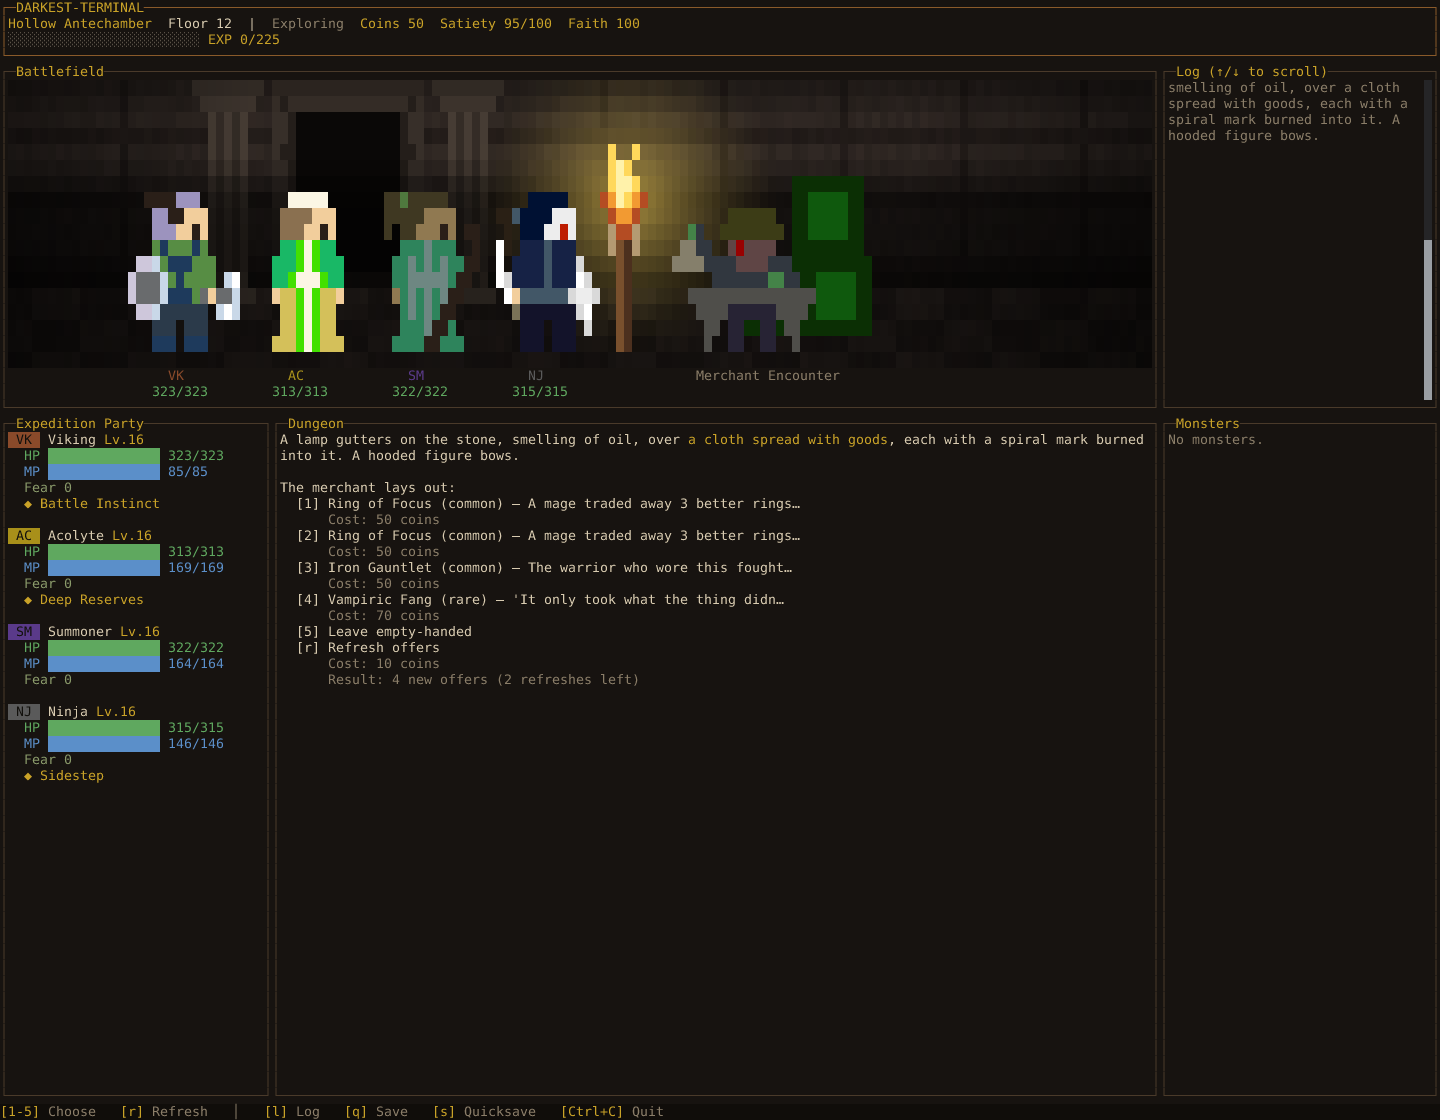 DARKEST-TERMINAL
Hollow Antechamber  Floor 12  |  Exploring  Coins 50  Satiety 95/100  Faith 100
EXP 0/225
Battlefield
VK AC SM NJ Merchant Encounter
323/323 313/313 322/322 315/315
Log (↑/↓ to scroll)
smelling of oil, over a cloth
spread with goods, each with a
spiral mark burned into it. A
hooded figure bows.
Expedition Party
VK Viking Lv.16
HP 323/323
MP 85/85
Fear 0
◆ Battle Instinct
AC Acolyte Lv.16
HP 313/313
MP 169/169
Fear 0
◆ Deep Reserves
SM Summoner Lv.16
HP 322/322
MP 164/164
Fear 0
NJ Ninja Lv.16
HP 315/315
MP 146/146
Fear 0
◆ Sidestep
Dungeon
A lamp gutters on the stone, smelling of oil, over a cloth spread with goods, each with a spiral mark burned
into it. A hooded figure bows.
The merchant lays out:
[1] Ring of Focus (common) — A mage traded away 3 better rings…
Cost: 50 coins
[2] Ring of Focus (common) — A mage traded away 3 better rings…
Cost: 50 coins
[3] Iron Gauntlet (common) — The warrior who wore this fought…
Cost: 50 coins
[4] Vampiric Fang (rare) — 'It only took what the thing didn…
Cost: 70 coins
[5] Leave empty-handed
[r] Refresh offers
Cost: 10 coins
Result: 4 new offers (2 refreshes left)
Monsters
No monsters.
[1-5] Choose   [r] Refresh   │   [l] Log   [q] Save   [s] Quicksave   [Ctrl+C] Quit